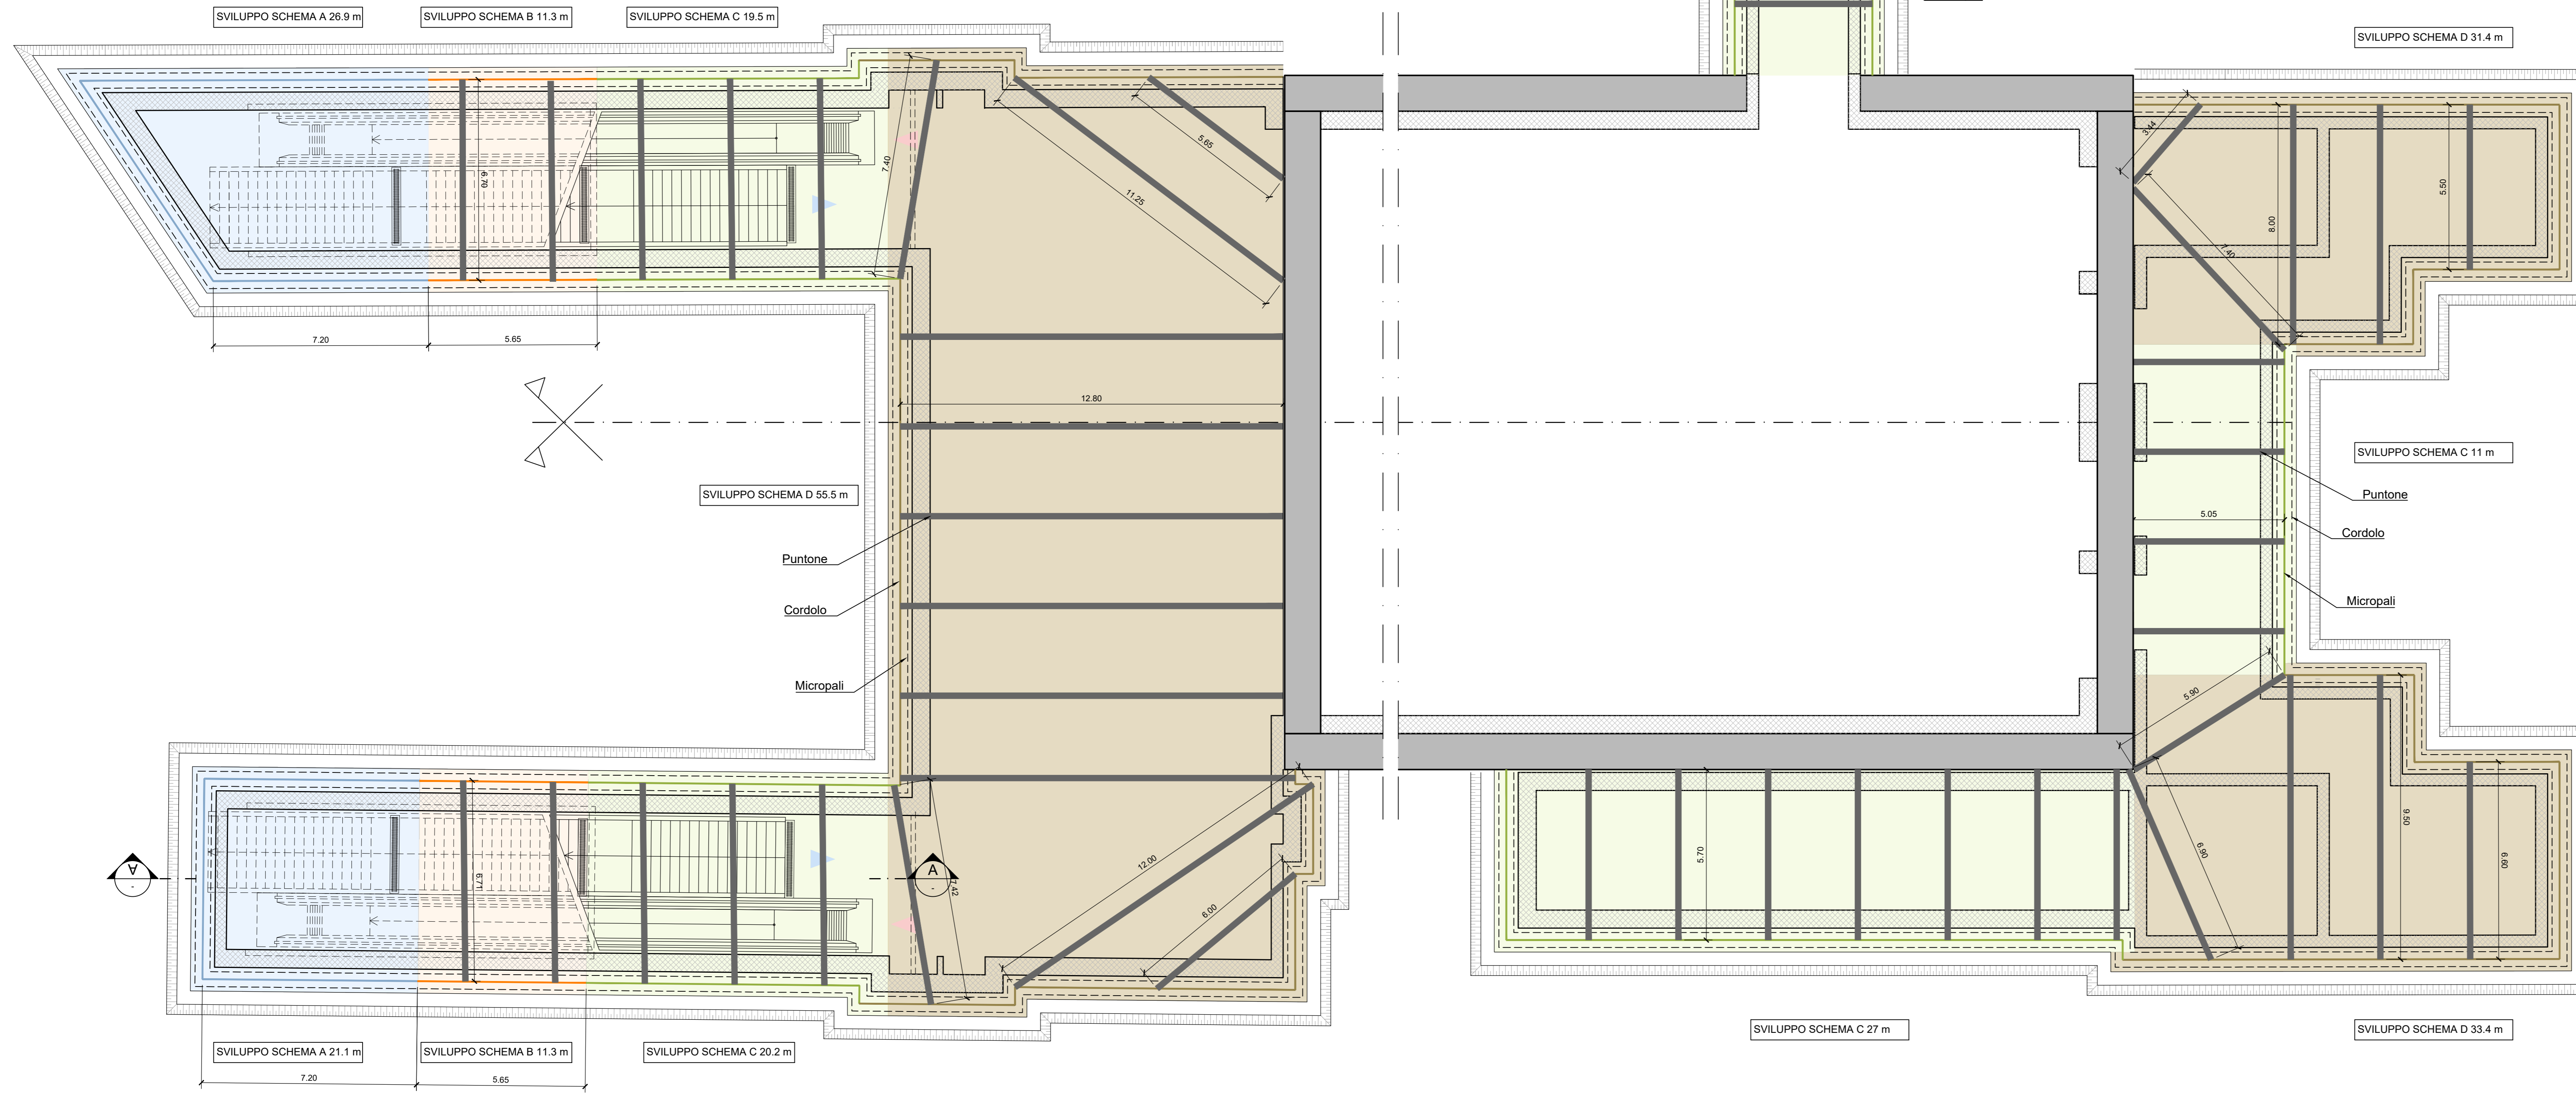 SVILUPPO SCHEMA A 26.9 m
SVILUPPO SCHEMA B 11.3 m
SVILUPPO SCHEMA C 19.5 m
SVILUPPO SCHEMA D 31.4 m
6.70
7.40
11.25
5.65
3.44
8.00
5.50
7.40
7.20
5.65
12.80
SVILUPPO SCHEMA C 11 m
SVILUPPO SCHEMA D 55.5 m
Puntone
Puntone
5.05
Cordolo
Cordolo
Micropali
Micropali
5.90
12.00
6.71
A
A
-
-
7.42
6.00
5.70
6.90
9.50
6.60
SVILUPPO SCHEMA C 27 m
SVILUPPO SCHEMA D 33.4 m
SVILUPPO SCHEMA A 21.1 m
SVILUPPO SCHEMA B 11.3 m
SVILUPPO SCHEMA C 20.2 m
7.20
5.65